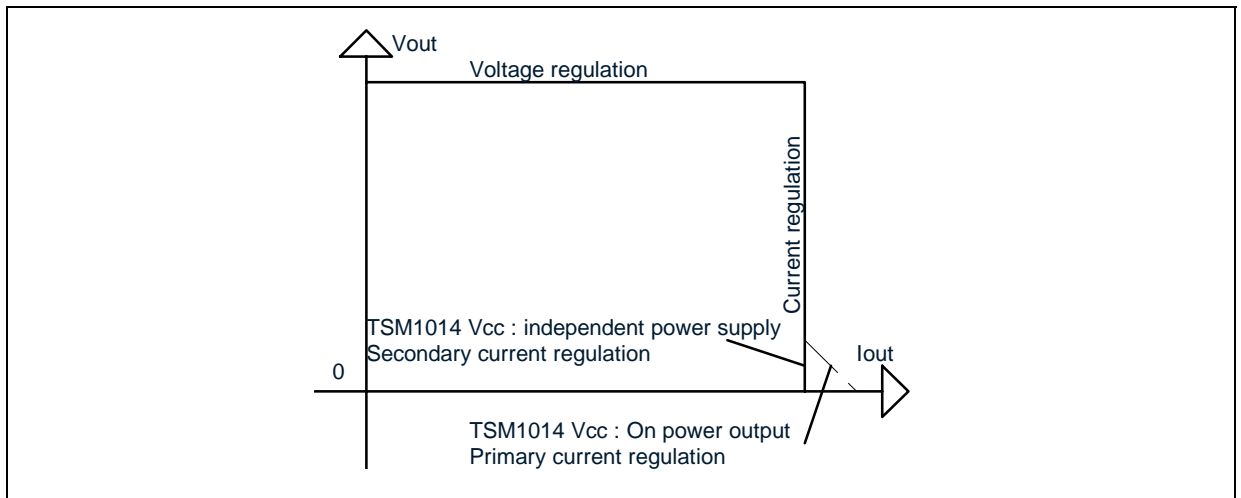 Vout
Voltage regulation
Current regulation
TSM1014 Vcc : independent power supply
Secondary current regulation
Iout
0
TSM1014 Vcc : On power output
Primary current regulation